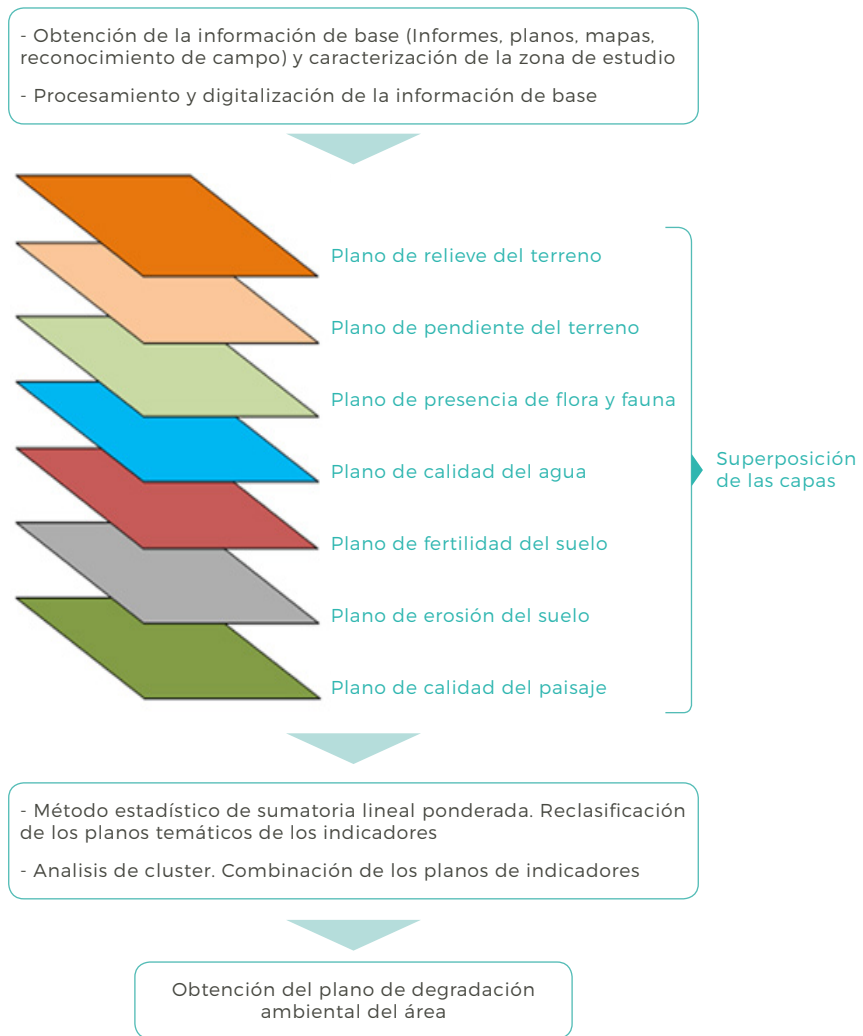 - Obtención de la información de base (Informes, planos, mapas,
reconocimiento de campo) y caracterización de la zona de estudio
- Procesamiento y digitalización de la información de base
Plano de relieve del terreno
Plano de pendiente del terreno
Plano de presencia de flora y fauna
Plano de calidad del agua
Plano de fertilidad del suelo
Plano de erosión del suelo
Plano de calidad del paisaje
Superposición
de las capas
- Método estadístico de sumatoria lineal ponderada. Reclasificación
de los planos temáticos de los indicadores
- Analisis de cluster. Combinación de los planos de indicadores
Obtención del plano de degradación
ambiental del área